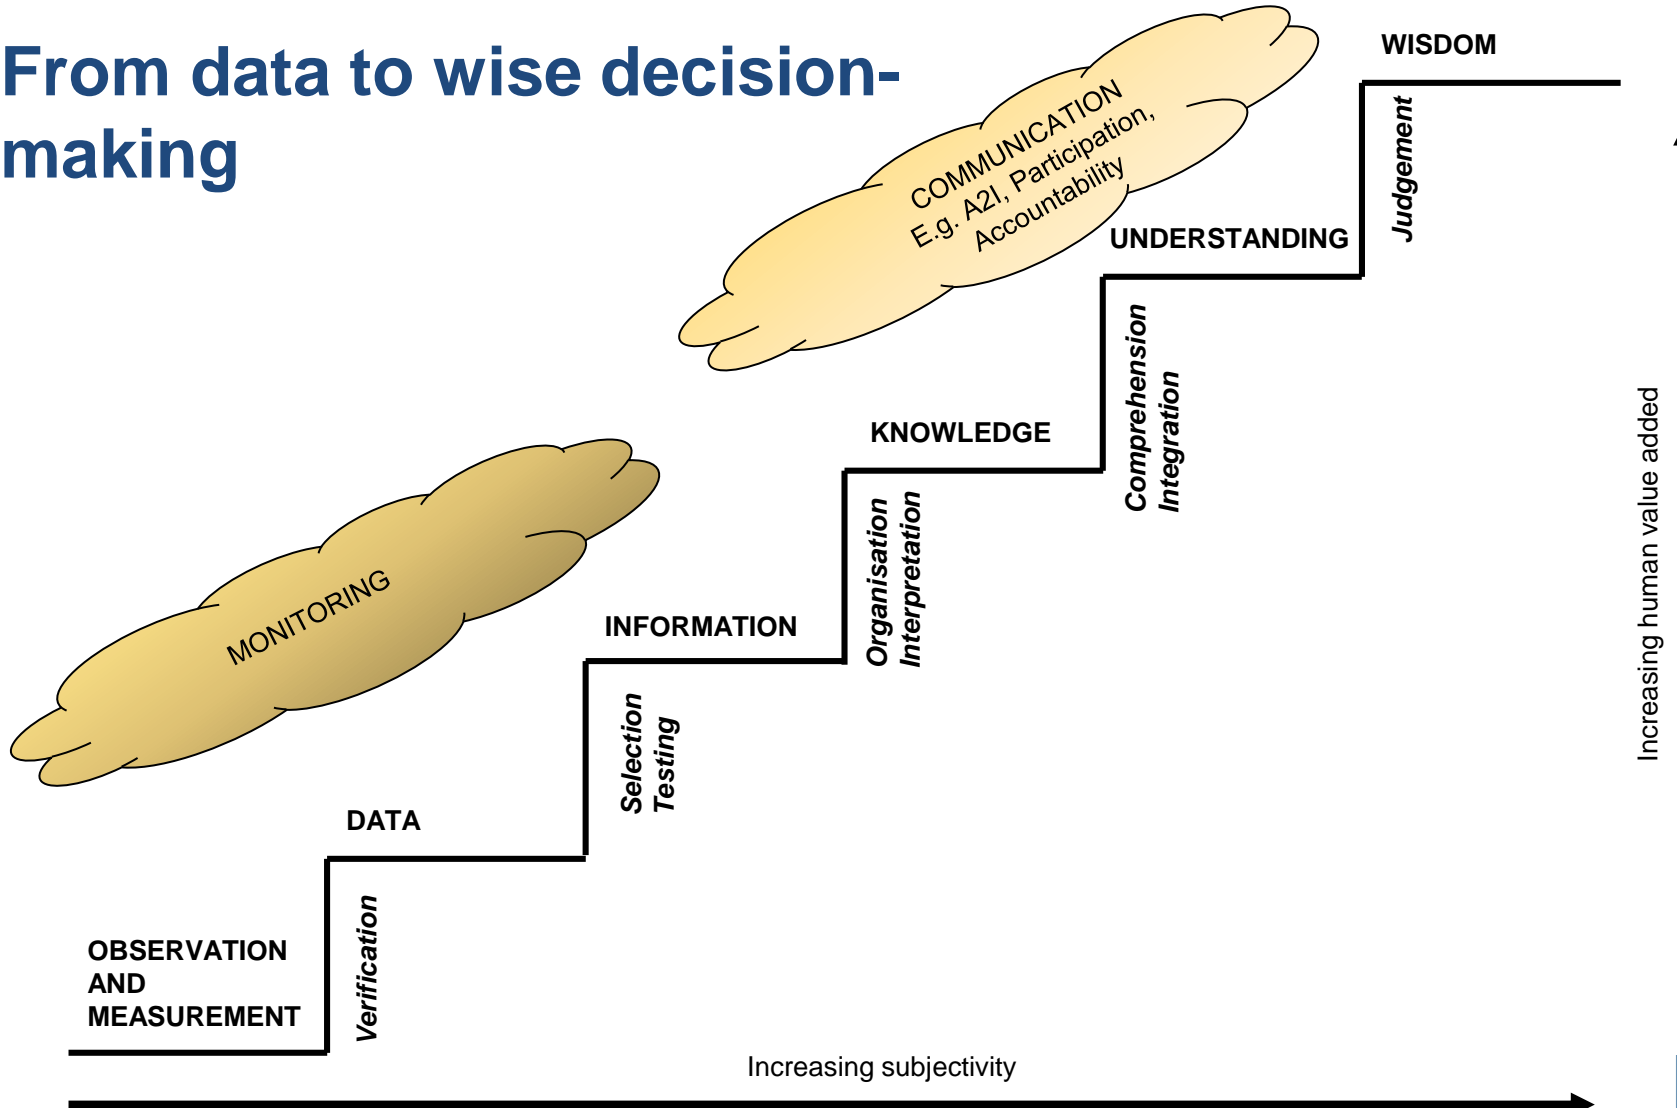 From data to wise decision-
making
WISDOM
Judgement
COMMUNICATION
E.g. A2I, Participation,
Accountability
UNDERSTANDING
Comprehension
Integration
KNOWLEDGE
Organisation
Interpretation
MONITORING
INFORMATION
Selection
Testing
DATA
Verification
OBSERVATION
AND
MEASUREMENT
Increasing subjectivity
Increasing human value added